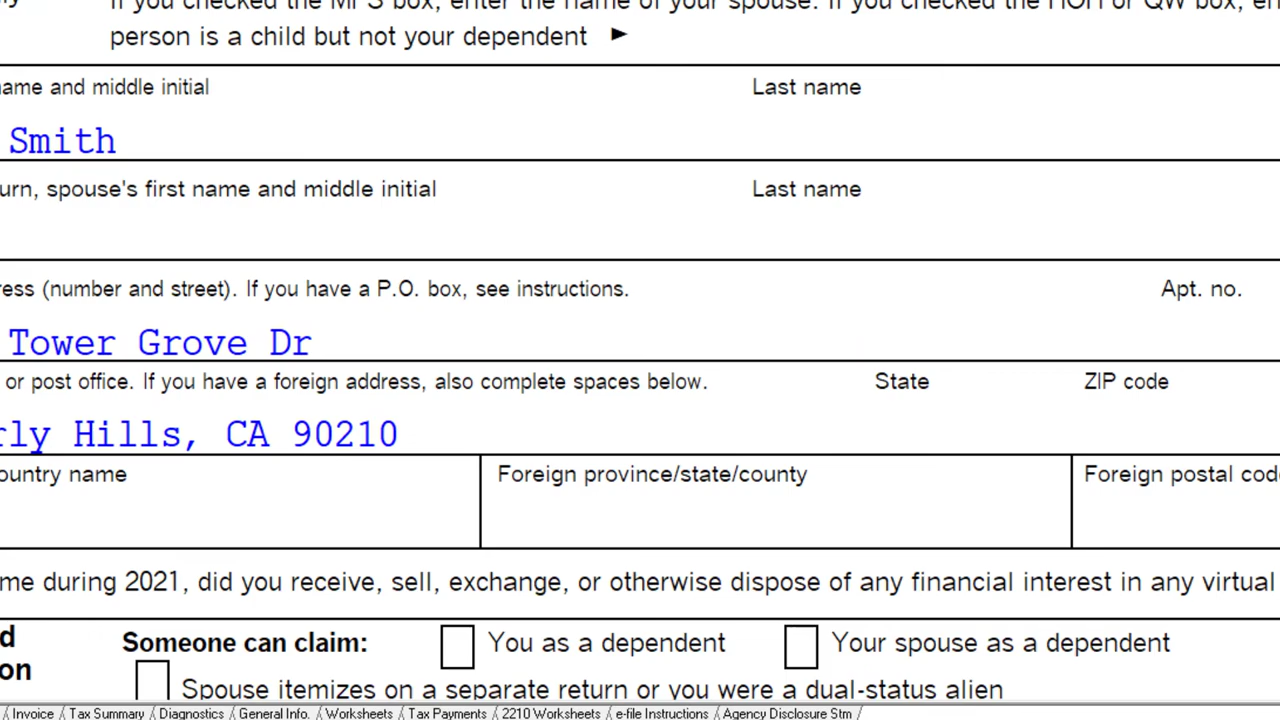 If you checked the MFS box, enter the name of your spouse. If you checked the HOH or QW box,
person is a child but not your dependent ►
name and middle initial Last name
Smith
urn, spouse's first name and middle initial Last name
ress (number and street). If you have a P.O. box, see instructions. Apt. no.
Tower Grove Dr
or post office. If you have a foreign address, also complete spaces below. State ZIP code
rly Hills, CA 90210
ountry name Foreign province/state/county Foreign postal cod
me during 2021, did you receive, sell, exchange, or otherwise dispose of any financial interest in any virtual
d Someone can claim: You as a dependent Your spouse as a dependent
on
Spouse itemizes on a separate return or you were a dual-status alien
Invoice Tax Summary Diagnostics General Info. Worksheets Tax Payments 2210 Worksheets e-file Instructions Agency Disclosure Stm